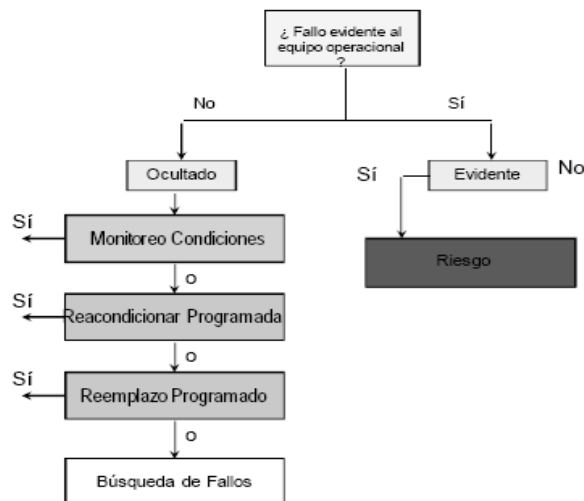 ¿ Fallo evidente al
equipo operacional
?
No
Sí
Ocultado
Sí
Evidente
No
Sí
Monitoreo Condiciones
Riesgo
o
Sí
Reacondicionar Programada
o
Sí
Reemplazo Programado
o
Búsqueda de Fallos